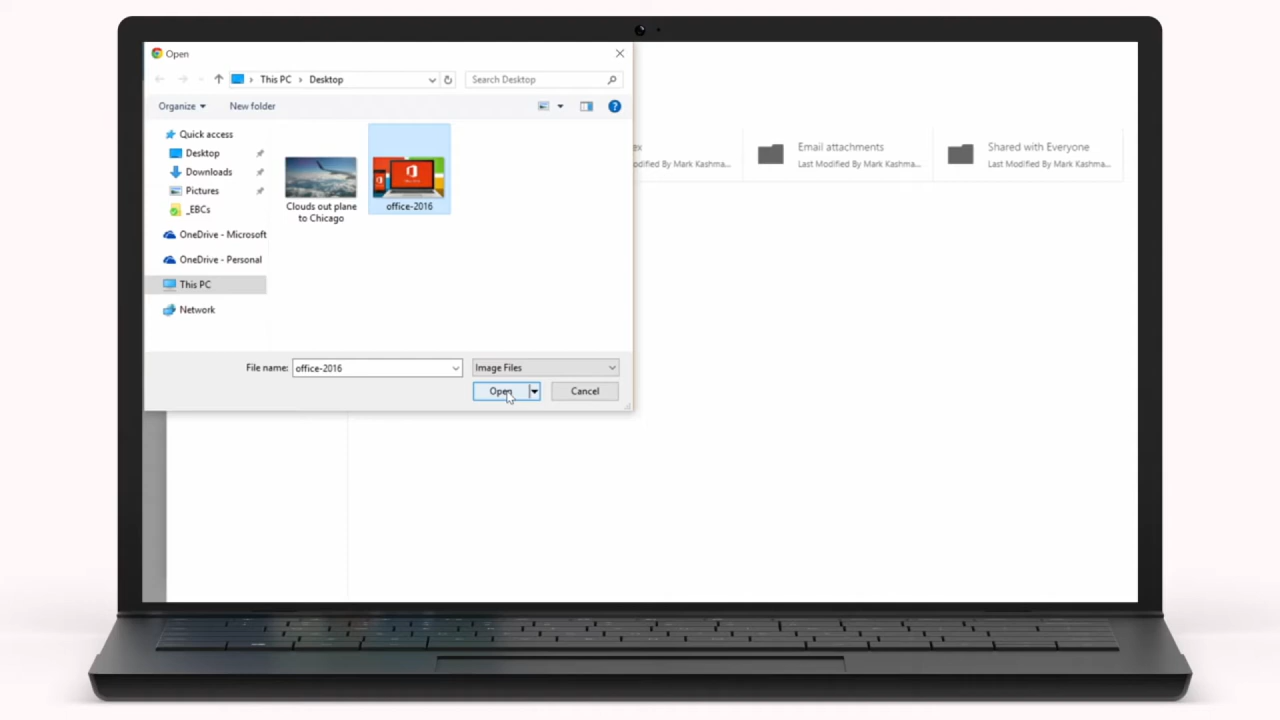 Open
This PC > Desktop
Search Desktop
Organize
New folder
Quick access
Desktop
Downloads
Pictures
_EBCs
OneDrive - Microsoft
OneDrive - Personal
This PC
Network
Clouds out plane
to Chicago
office-2016
ex
dified By Mark Kashma...
Email attachments
Last Modified By Mark Kashma...
Shared with Everyone
Last Modified By Mark Kashma...
File name:
office-2016
Image Files
Open
Cancel